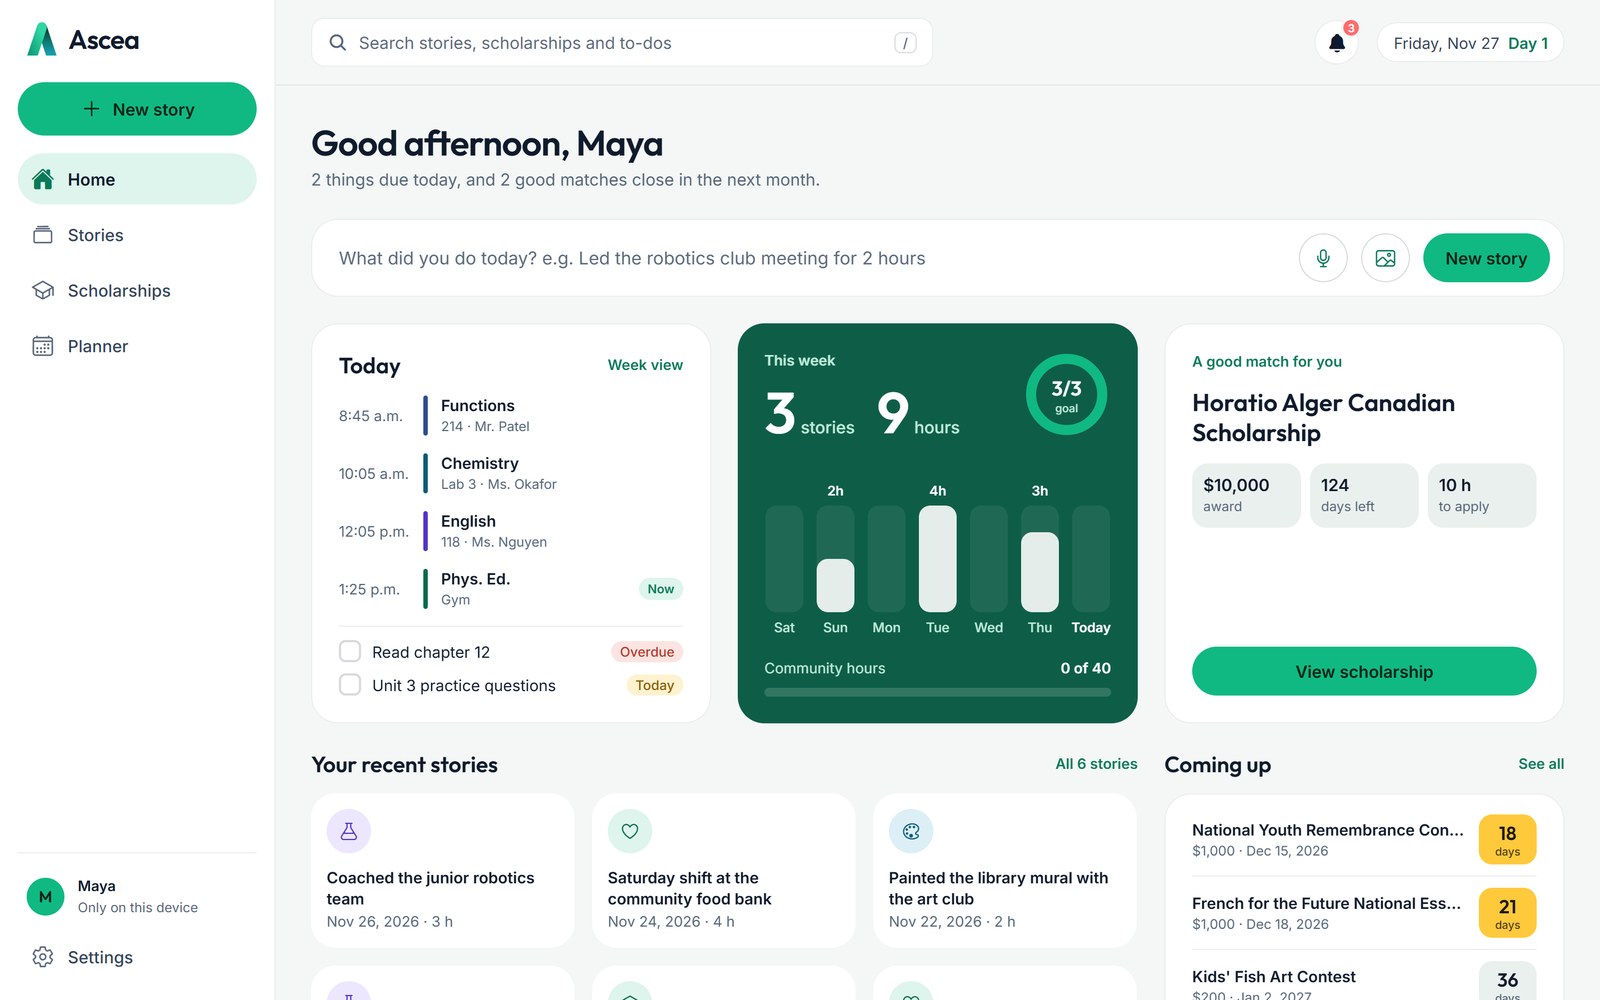 Ascea
New story
Home
Stories
Scholarships
Planner
M
Maya
Only on this device
Settings
Search stories, scholarships and to-dos
/
3
Friday, Nov 27 Day 1
Good afternoon, Maya
2 things due today, and 2 good matches close in the next month.
What did you do today? e.g. Led the robotics club meeting for 2 hours
New story
Today
Week view
8:45 a.m.
Functions
214 · Mr. Patel
10:05 a.m.
Chemistry
Lab 3 · Ms. Okafor
12:05 p.m.
English
118 · Ms. Nguyen
1:25 p.m.
Phys. Ed.
Gym
Now
Read chapter 12
Overdue
Unit 3 practice questions
Today
This week
3 stories
9 hours
3/3
goal
2h
4h
3h
Sat
Sun
Mon
Tue
Wed
Thu
Today
Community hours
0 of 40
A good match for you
Horatio Alger Canadian
Scholarship
$10,000
award
124
days left
10 h
to apply
View scholarship
Your recent stories
All 6 stories
Coached the junior robotics
team
Nov 26, 2026 · 3 h
Saturday shift at the
community food bank
Nov 24, 2026 · 4 h
Painted the library mural with
the art club
Nov 22, 2026 · 2 h
Coming up
See all
National Youth Remembrance Con...
$1,000 · Dec 15, 2026
18
days
French for the Future National Ess...
$1,000 · Dec 18, 2026
21
days
Kids' Fish Art Contest
$200 · Jan 2, 2027
36
days